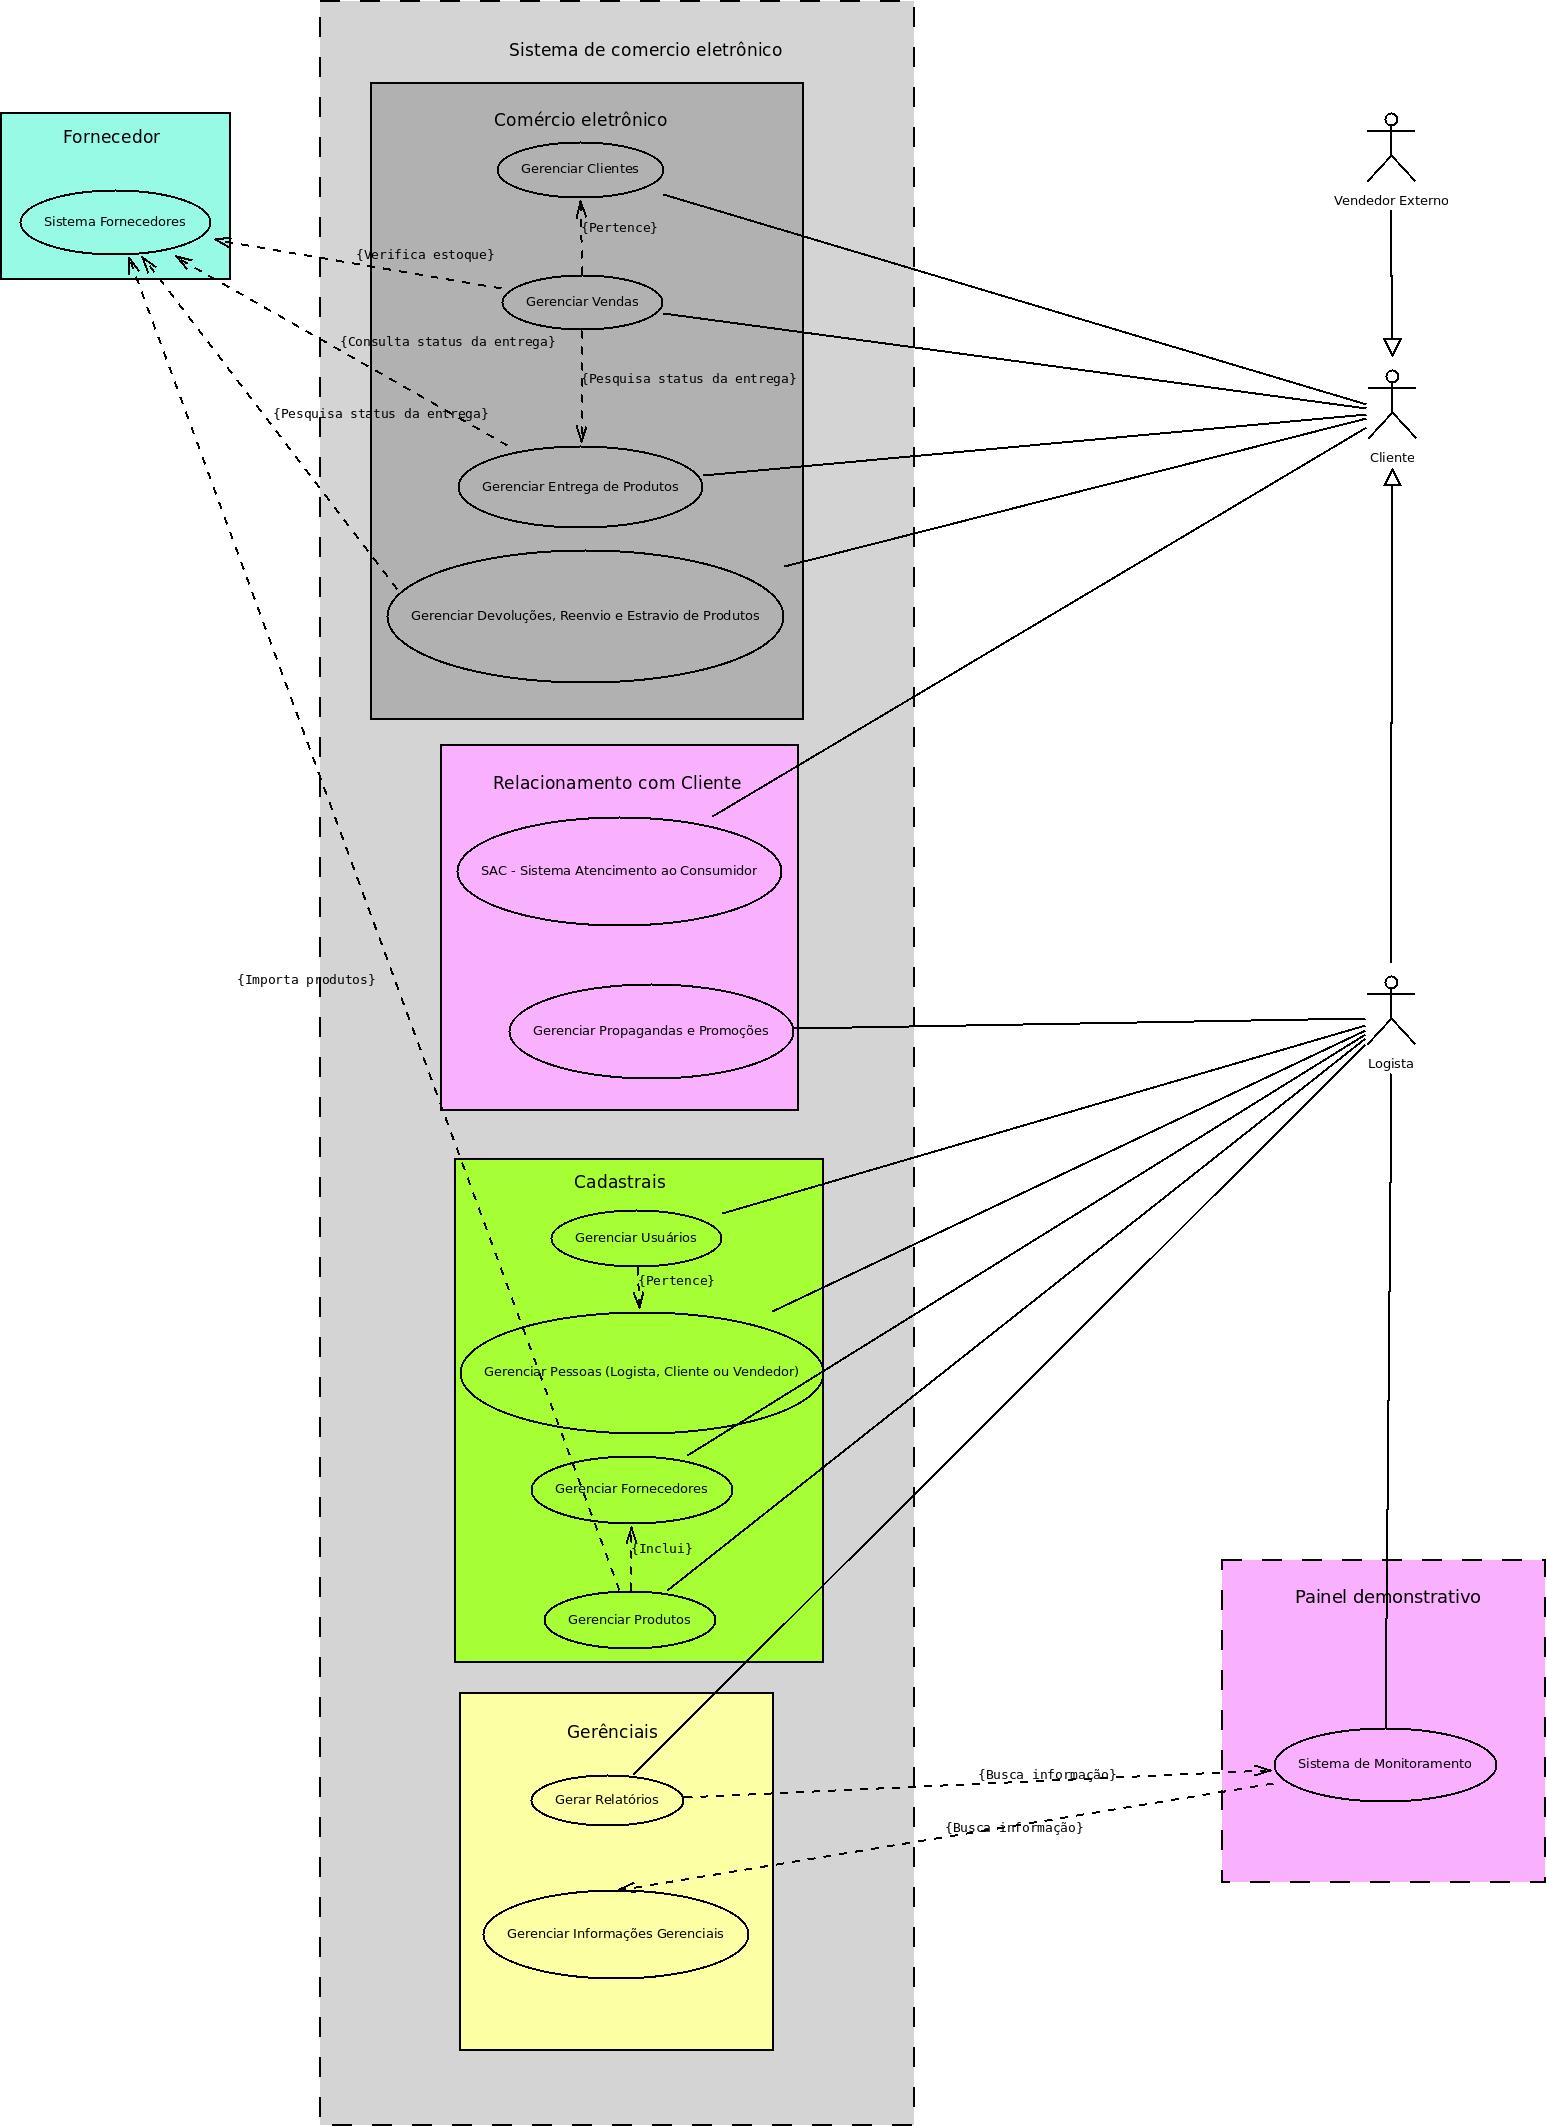 Sistema de comercio eletrônico
Comércio eletrônico
Fornecedor
Gerenciar Clientes
Vendedor Externo
Sistema Fornecedores
{Pertence}
{Verifica estoque}
Gerenciar Vendas
{Consulta status da entrega}
{Pesquisa status da entrega}
{Pesquisa status da entrega}
Cliente
Gerenciar Entrega de Produtos
Gerenciar Devoluções, Reenvio e Estravio de Produtos
Relacionamento com Cliente
SAC - Sistema Atencimento ao Consumidor
{Importa produtos}
Gerenciar Propagandas e Promoções
Logista
Cadastrais
Gerenciar Usuários
{Pertence}
Gerenciar Pessoas (Logista, Cliente ou Vendedor)
Gerenciar Fornecedores
{Inclui}
Gerenciar Produtos
Painel demonstrativo
Gerênciais
Sistema de Monitoramento
{Busca informação}
Gerar Relatórios
{Busca informação}
Gerenciar Informações Gerenciais